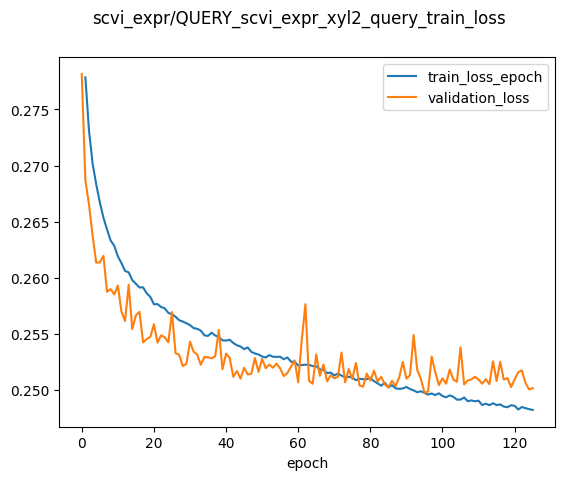 scvi_expr/QUERY_scvi_expr_xyl2_query_train_loss
train_loss_epoch
validation_loss
0.275
0.270
0.265
0.260
0.255
0.250
0 20 40 60 80 100 120
epoch